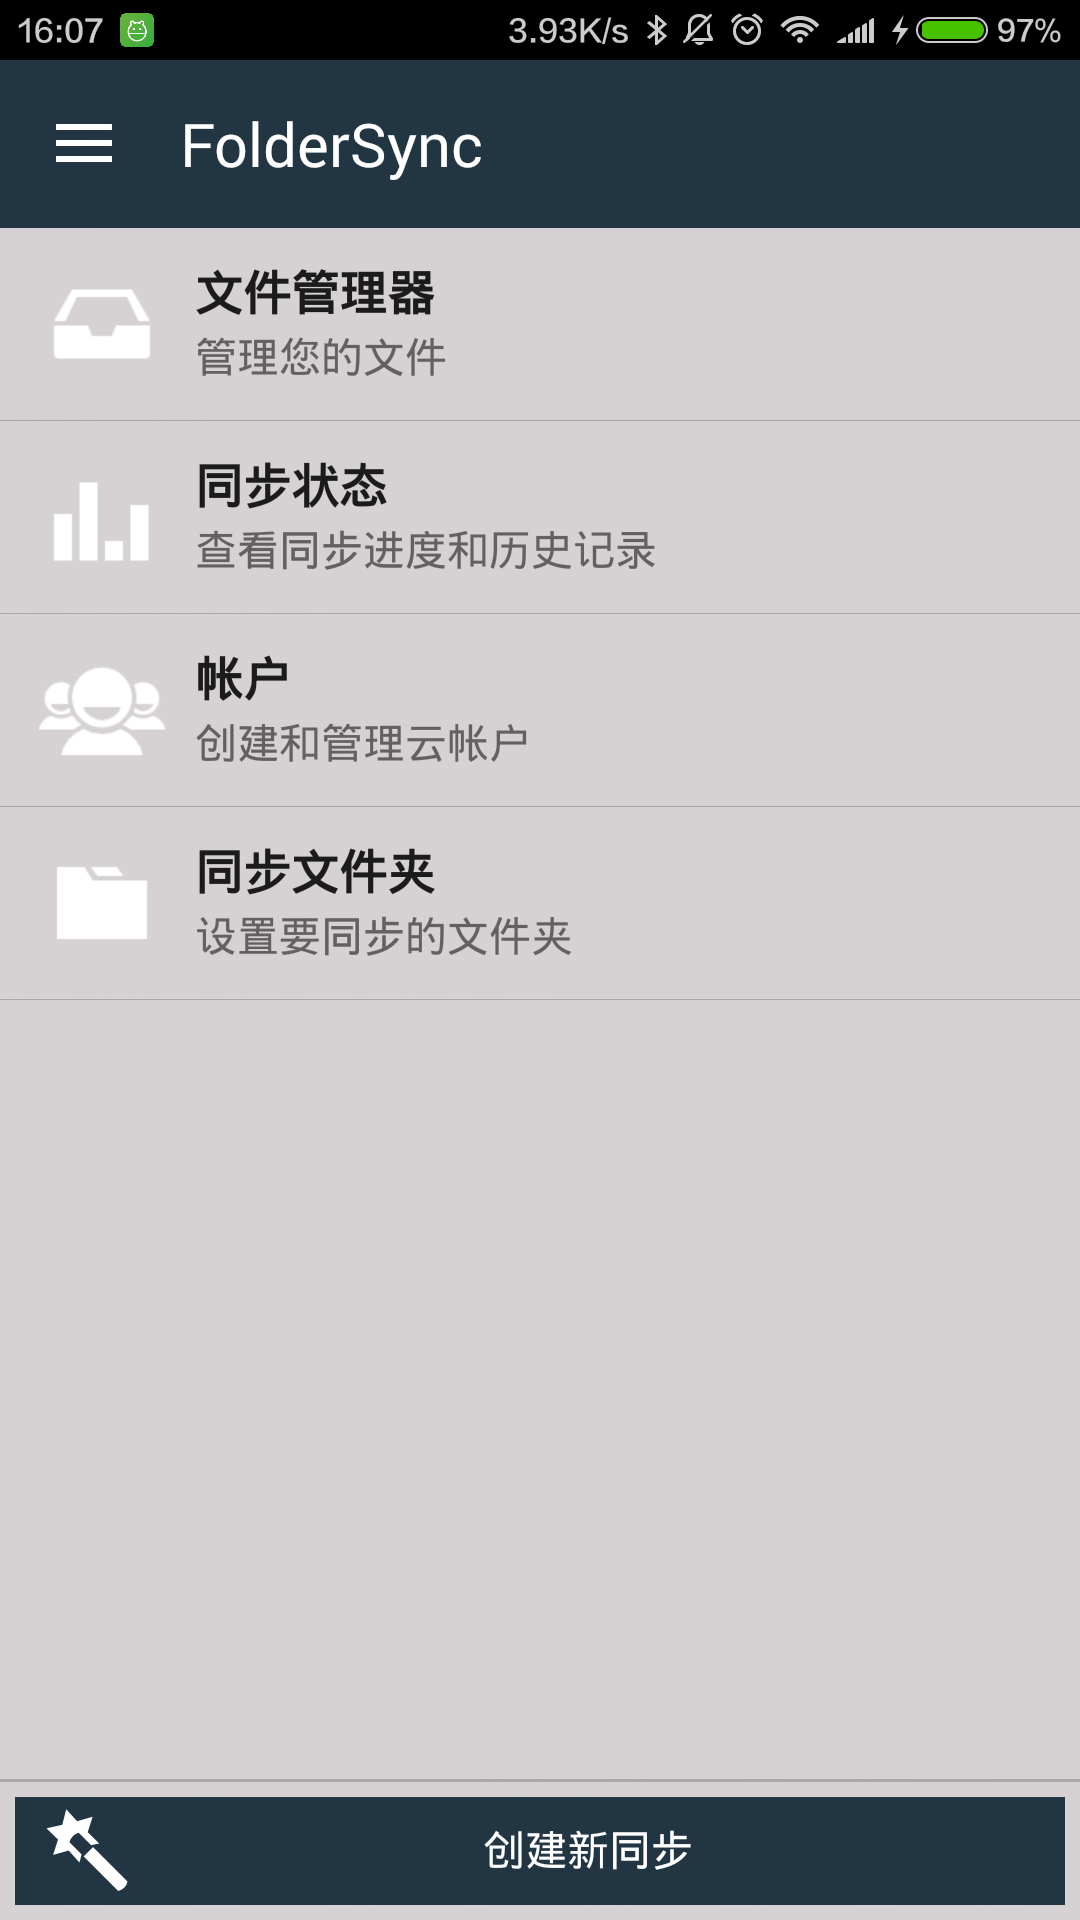 16:07 3.93K/s 97%
FolderSync
文件管理器
管理您的文件
同步状态
查看同步进度和历史记录
帐户
创建和管理云帐户
同步文件夹
设置要同步的文件夹
创建新同步